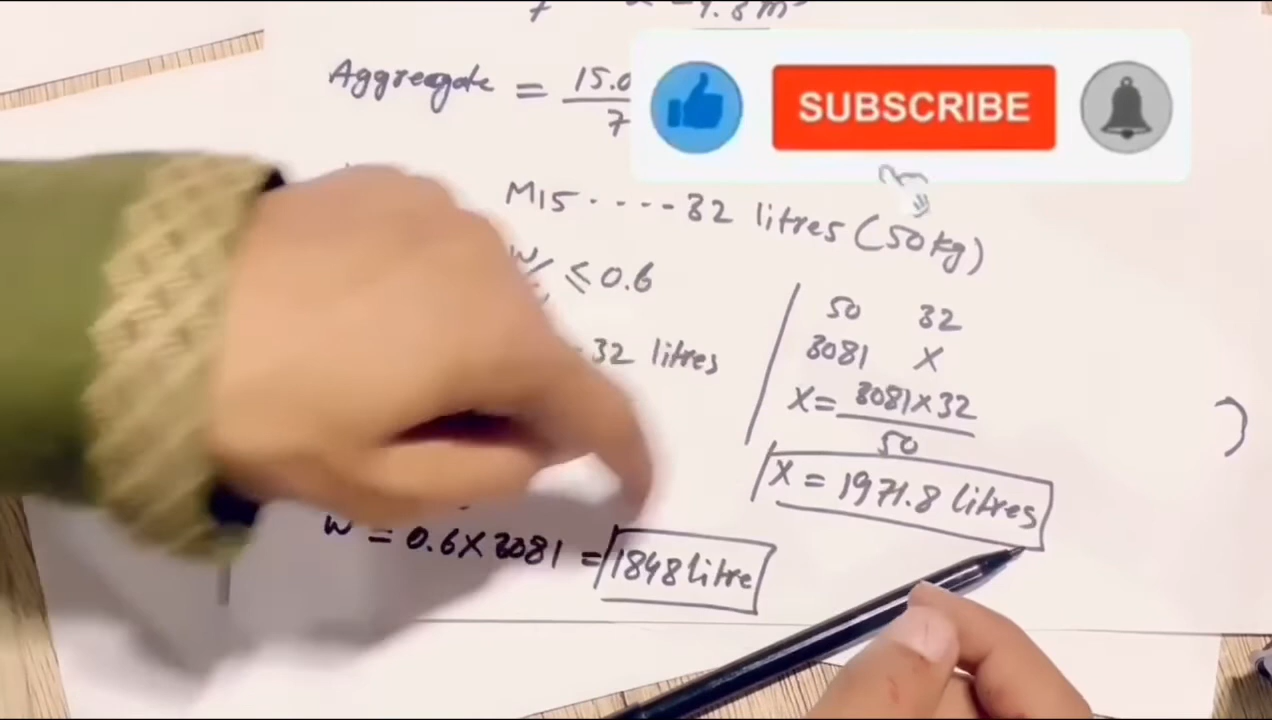 Aggregate = 15.0
7
SUBSCRIBE
M15 ---- 32 litres (50kg)
≤ 0.6
32 litres
50 32
3081 X
X = 3081×32
50
X = 1971.8 litres
W = 0.6×3081 = 1848 litre